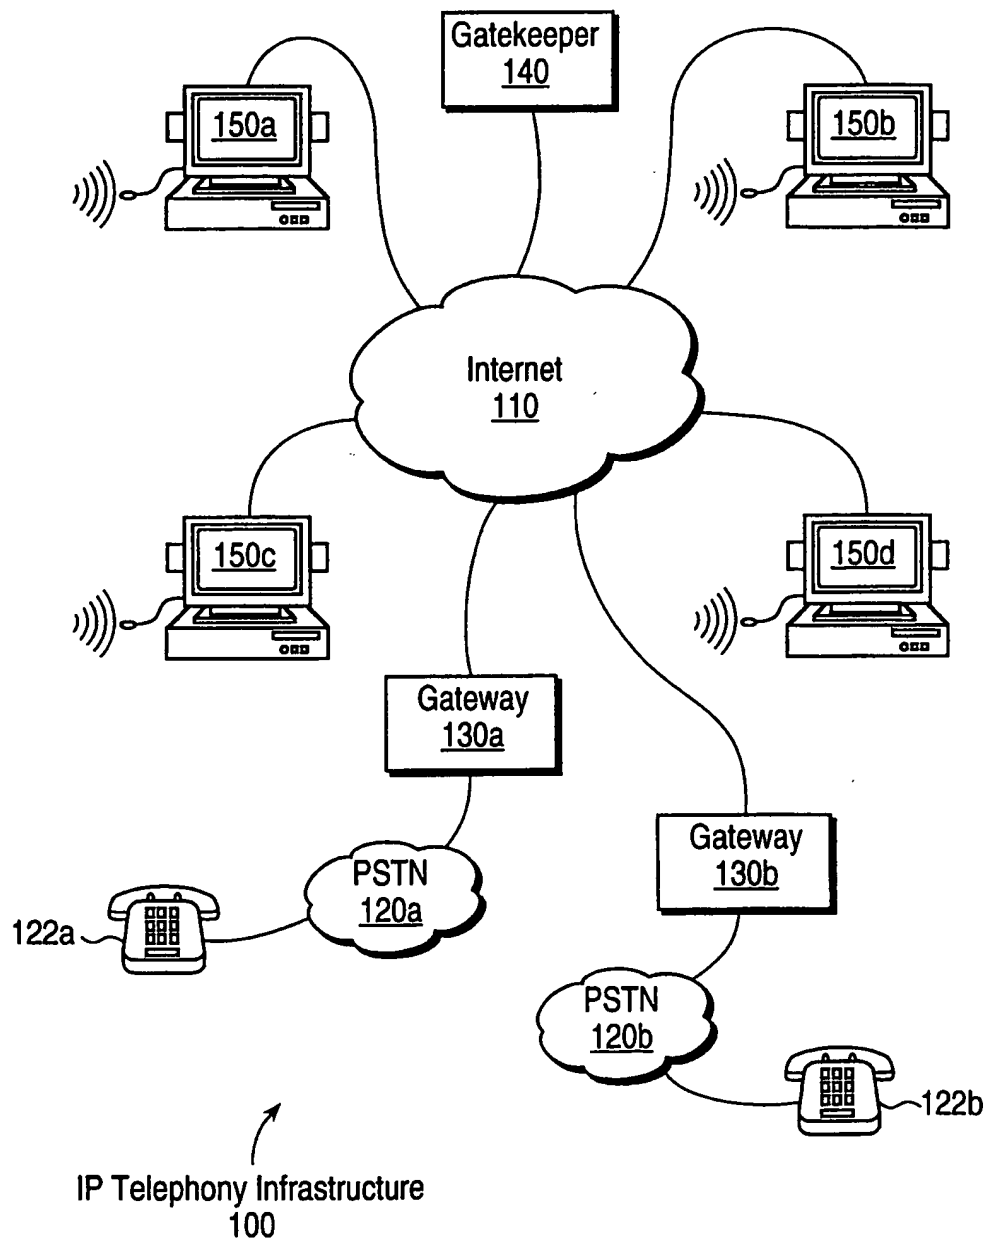 Gatekeeper
140
150a
150b
Internet
110
150c
150d
Gateway
130a
Gateway
130b
PSTN
120a
122a
PSTN
120b
122b
IP Telephony Infrastructure
100